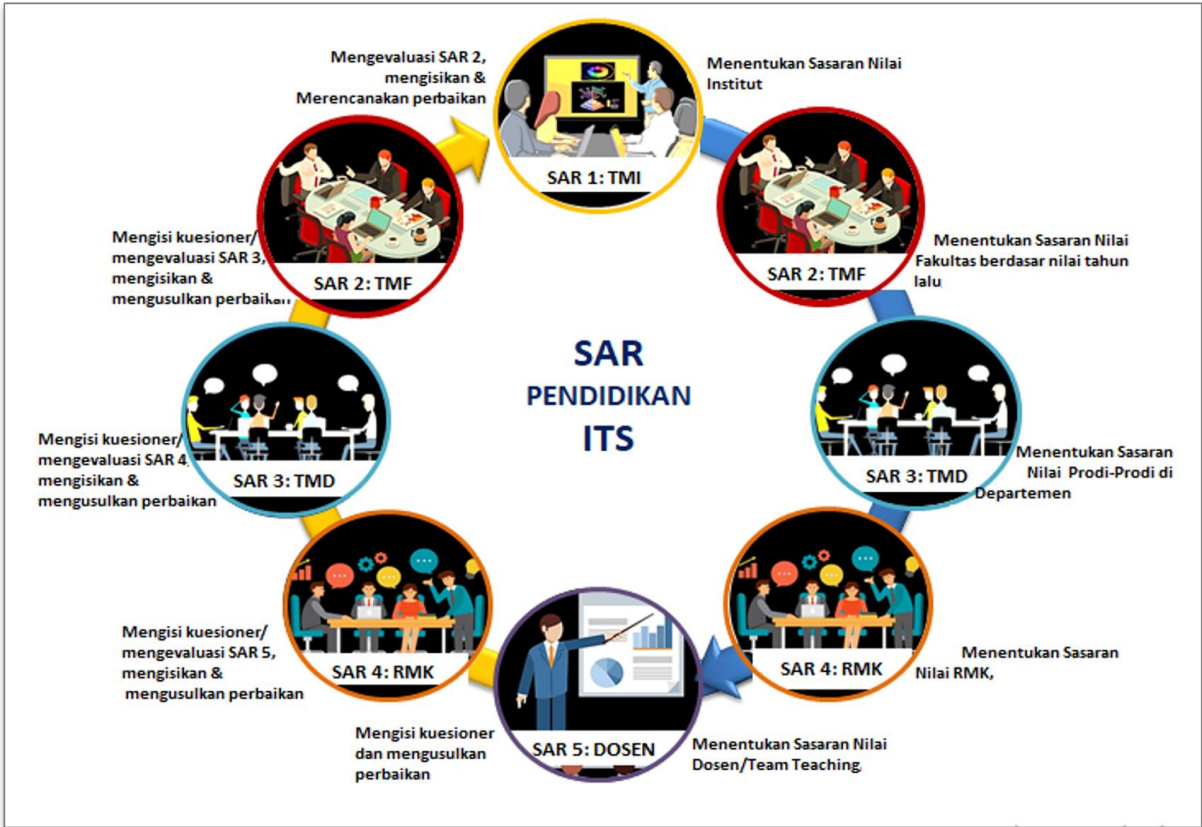 Mengevaluasi SAR 2,
mengisikan &
Merencanakan perbaikan
SAR 1: TMI
Menentukan Sasaran Nilai
Institut
SAR 2: TMF
Menentukan Sasaran Nilai
Fakultas berdasar nilai tahun
lalu
SAR 3: TMD
Menentukan Sasaran
Nilai Prodi-Prodi di
Departemen
SAR 4: RMK
Menentukan Sasaran
Nilai RMK,
SAR 5: DOSEN
Menentukan Sasaran Nilai
Dosen/Team Teaching,
Mengisi kuesioner
dan mengusulkan
perbaikan
SAR 4: RMK
Mengisi kuesioner/
mengevaluasi SAR 5,
mengisikan &
mengusulkan perbaikan
SAR 3: TMD
Mengisi kuesioner/
mengevaluasi SAR 4,
mengisikan &
mengusulkan perbaikan
SAR 2: TMF
Mengisi kuesioner/
mengevaluasi SAR 3,
mengisikan &
mengusulkan perbaikan
SAR
PENDIDIKAN
ITS